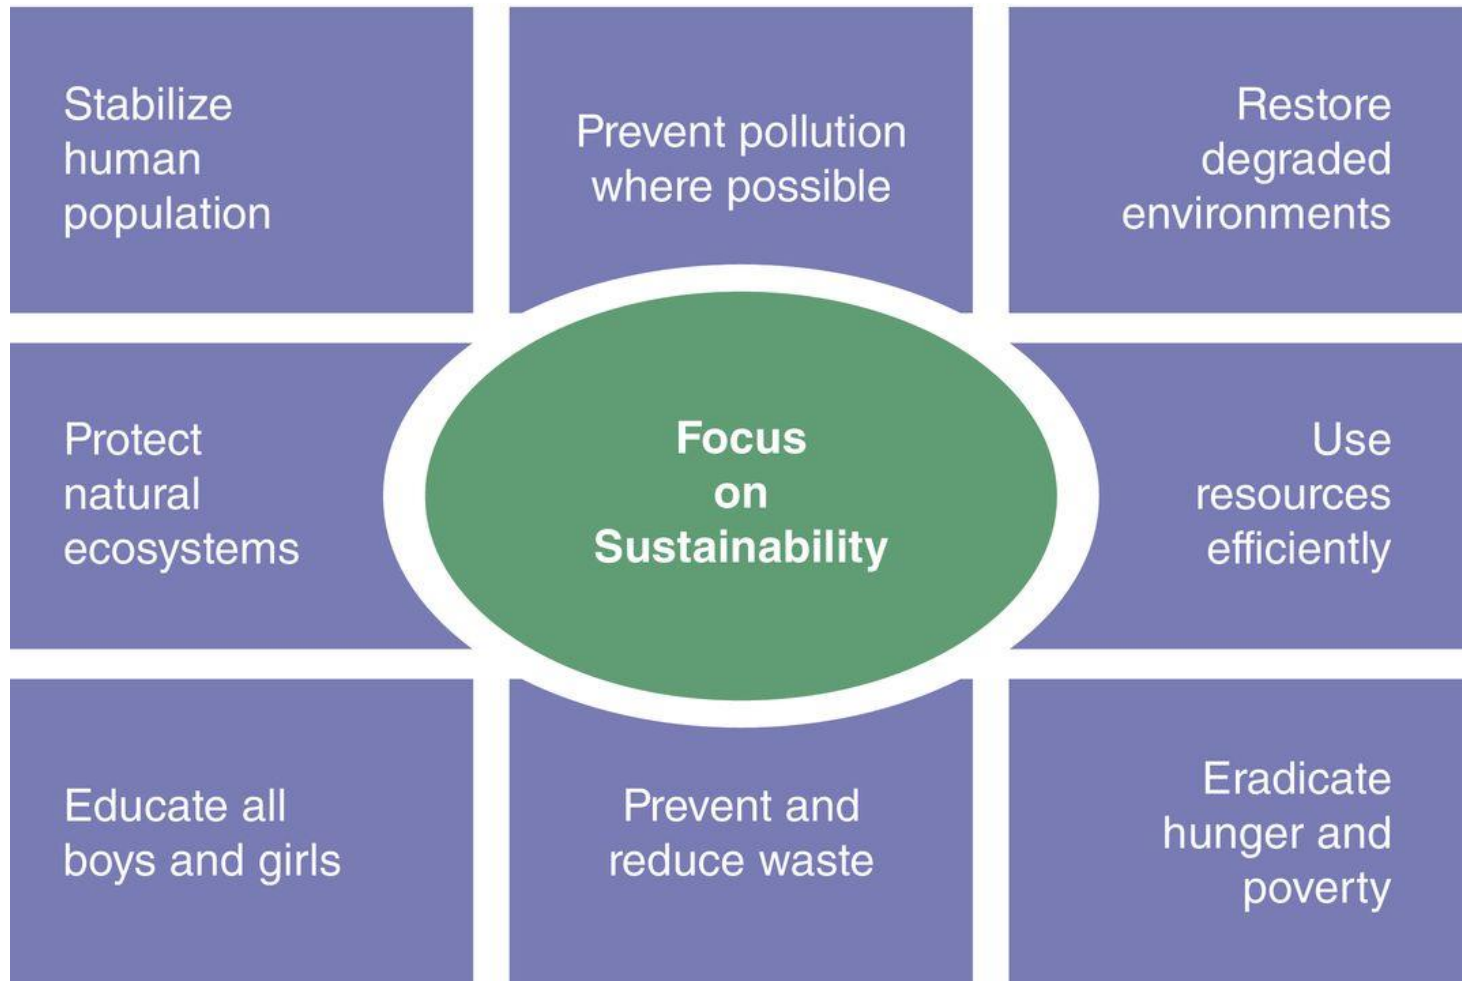 Stabilize
human
population
Prevent pollution
where possible
Restore
degraded
environments
Protect
natural
ecosystems
Focus
on
Sustainability
Use
resources
efficiently
Educate all
boys and girls
Prevent and
reduce waste
Eradicate
hunger and
poverty